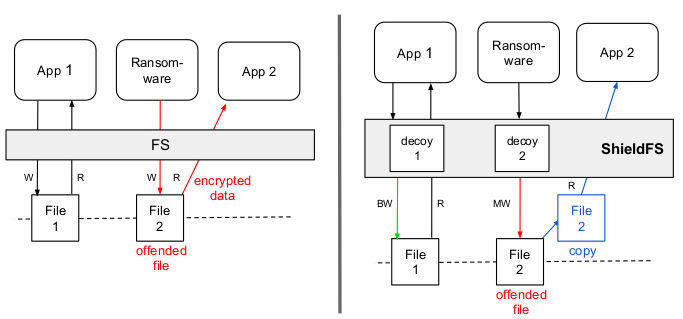 App 1
Ransom-
ware
App 2
FS
W
R
W
R
encrypted
data
File
1
File
2
offended
file
App 1
Ransom-
ware
App 2
decoy
1
decoy
2
ShieldFS
BW
R
MW
R
File
2
copy
File
1
File
2
offended
file